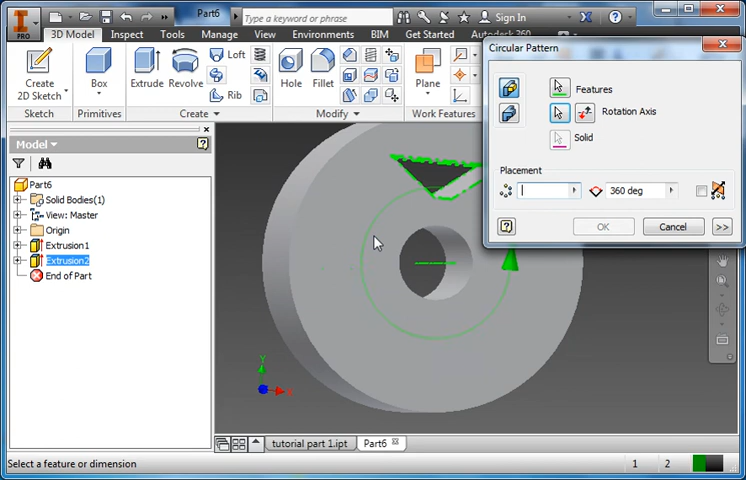 Part6
Type a keyword or phrase
Sign In
PRO
3D Model Inspect Tools Manage View Environments BIM Get Started Autodesk 360
Create
2D Sketch
Box
Extrude
Revolve
Loft
Rib
Hole
Fillet
Plane
Sketch
Primitives
Create
Modify
Work Features
Model
Part6
Solid Bodies(1)
View: Master
Origin
Extrusion1
Extrusion2
End of Part
Circular Pattern
Features
Rotation Axis
Solid
Placement
360 deg
OK
Cancel
>>
Y
X
tutorial part 1.ipt
Part6
Select a feature or dimension
1
2